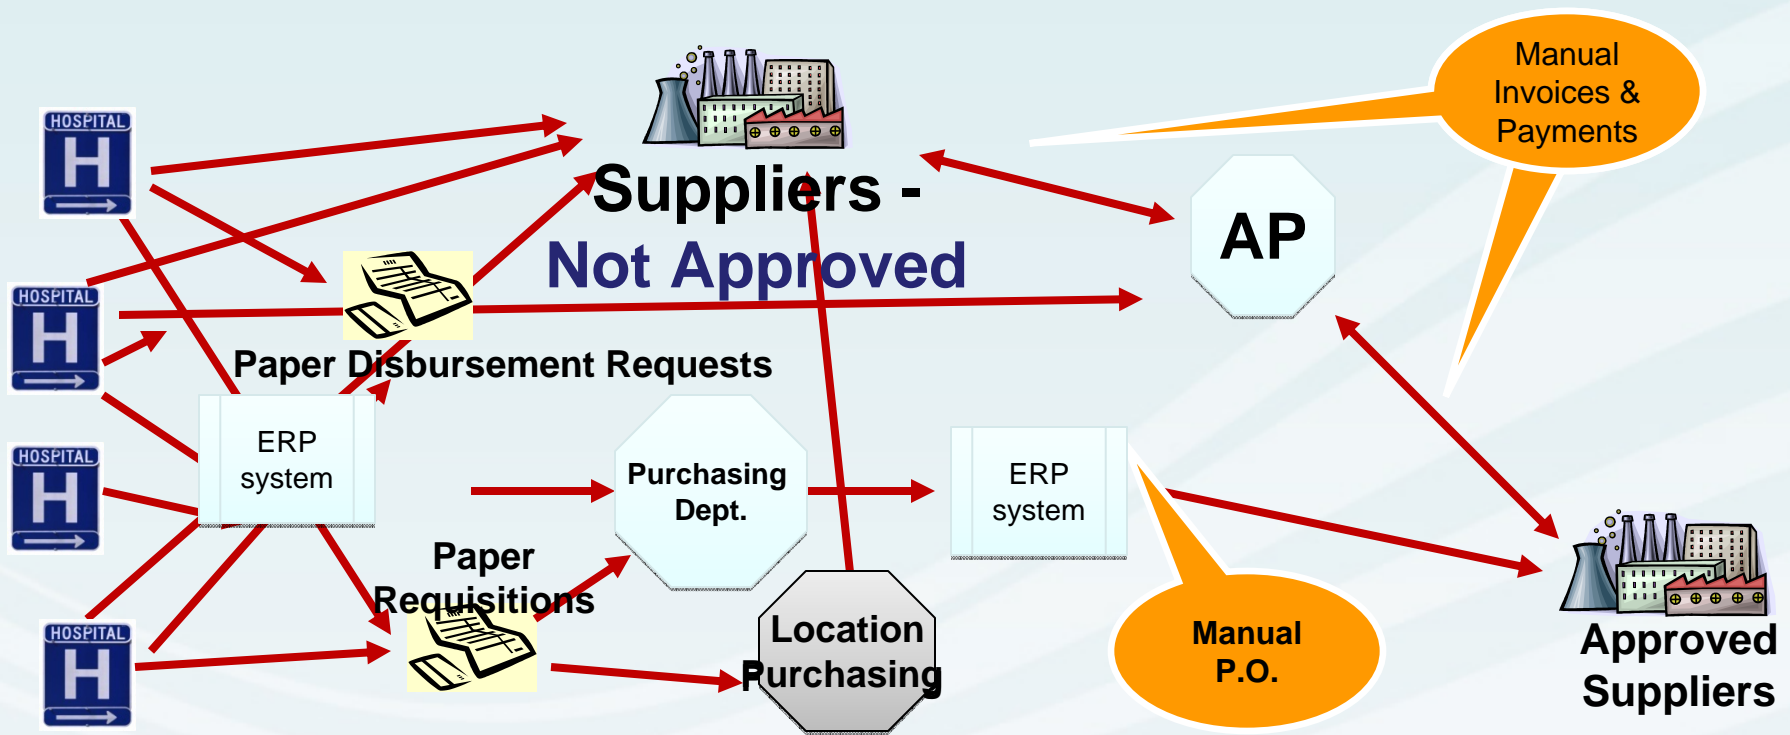 Manual
Invoices &
Payments
HOSPITAL
H
Suppliers -
Not Approved
AP
HOSPITAL
H
Paper Disbursement Requests
ERP
system
HOSPITAL
H
Purchasing
Dept.
ERP
system
Paper
Requisitions
HOSPITAL
H
Location
Purchasing
Manual
P.O.
Approved
Suppliers